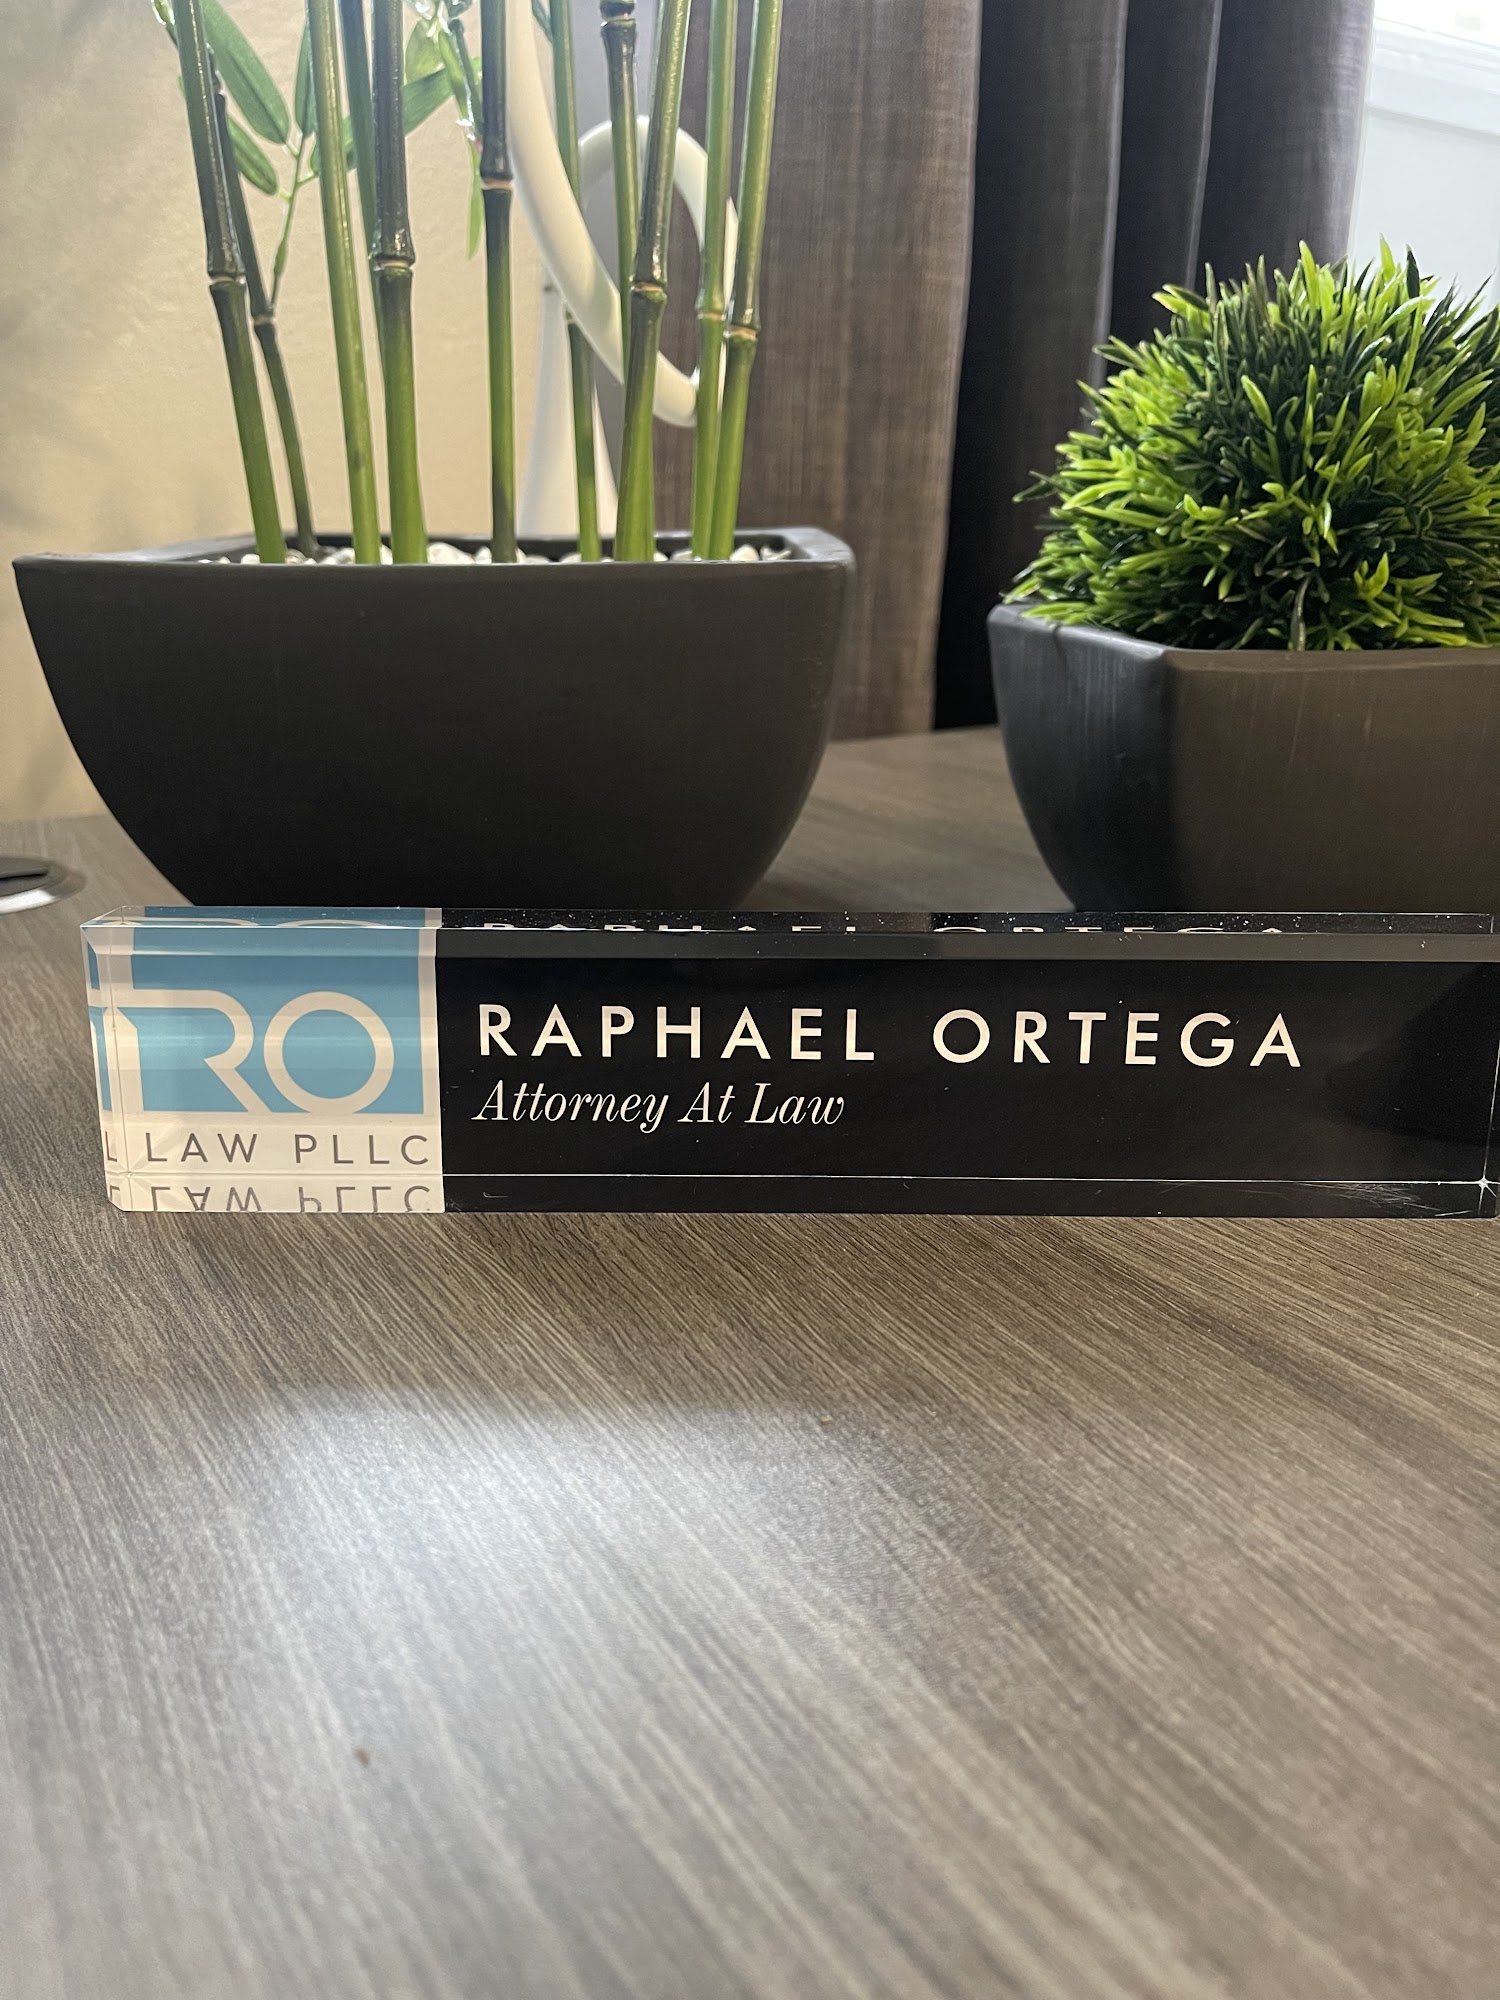 RO
LAW PLLC
RAPHAEL ORTEGA
Attorney At Law